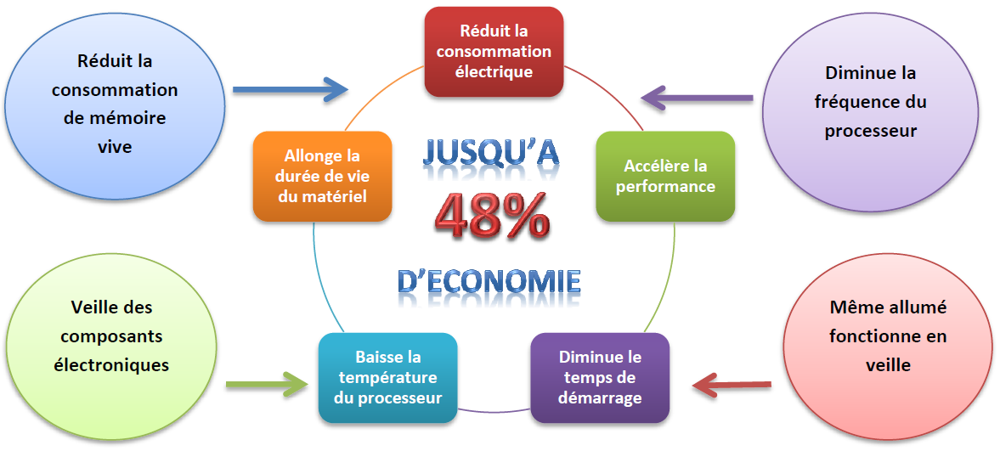 Réduit la
consommation
de mémoire
vive
Réduit la
consommation
électrique
Diminue la
fréquence du
processeur
Allonge la
durée de vie
du matériel
JUSQU'A
48%
D'ECONOMIE
Accélère la
performance
Veille des
composants
électroniques
Baisse la
température
du processeur
Diminue le
temps de
démarrage
Même allumé
fonctionne en
veille